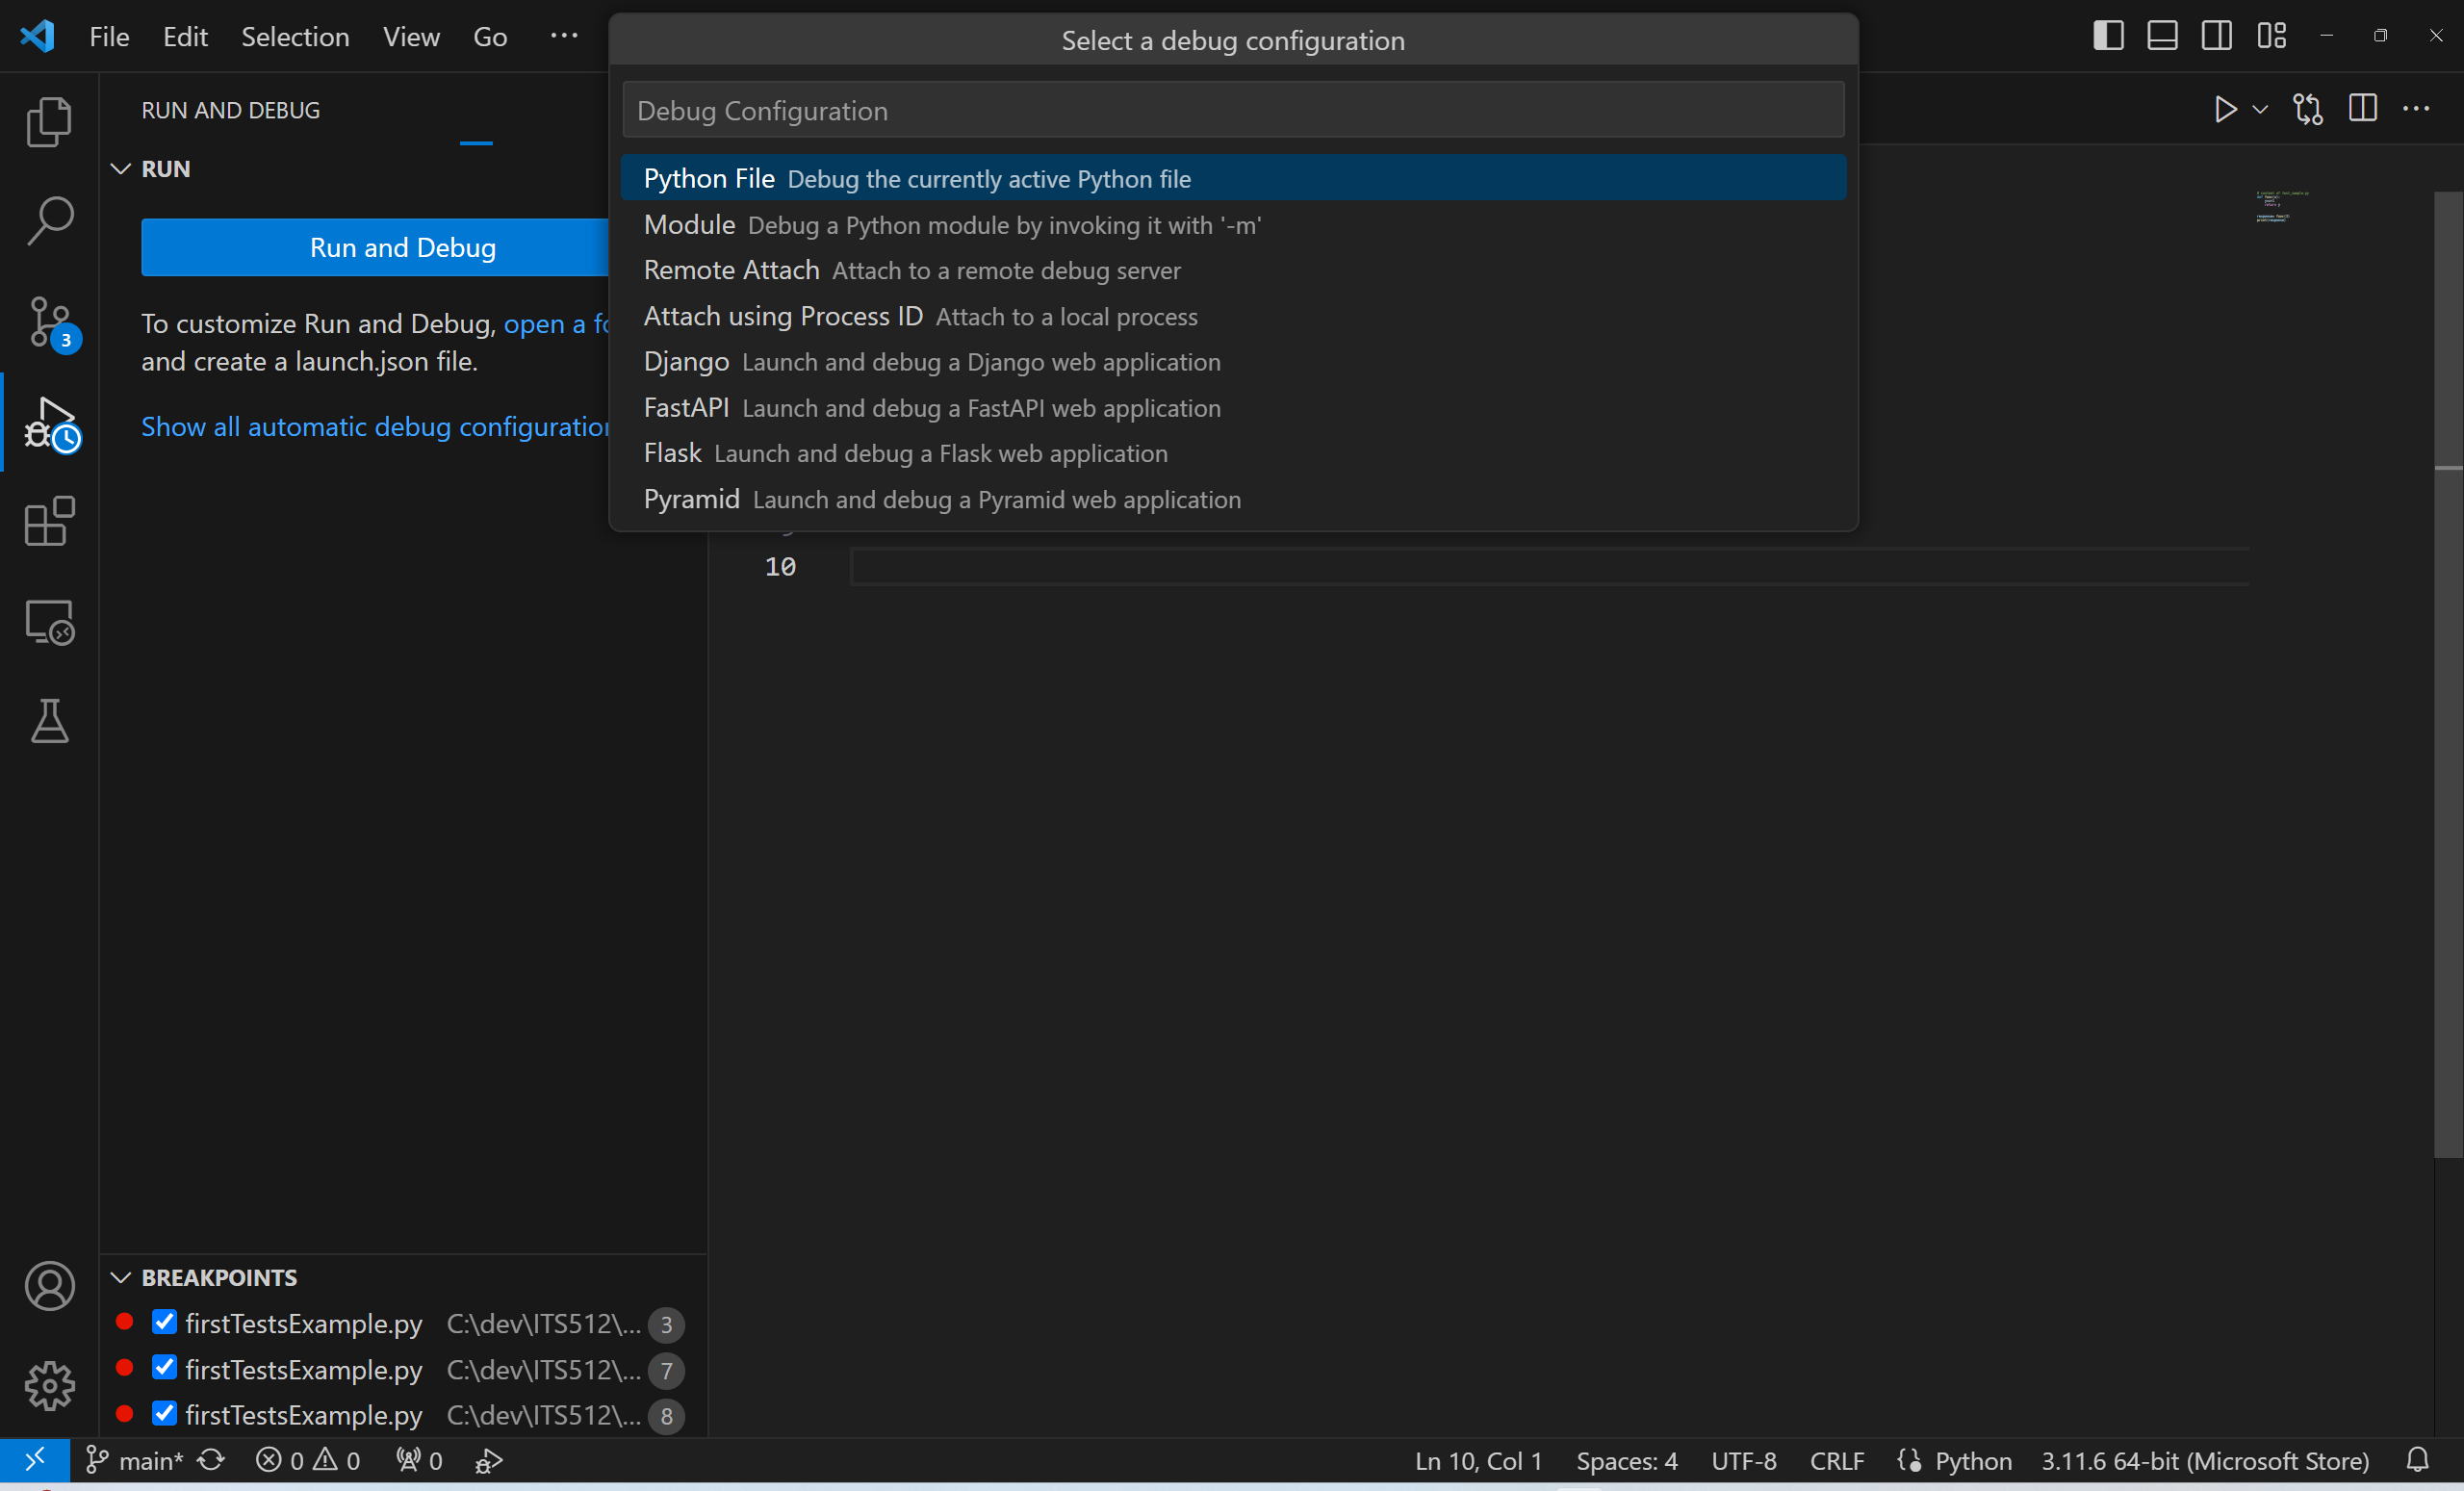 File Edit Selection View Go ...
Select a debug configuration
Debug Configuration
RUN AND DEBUG
RUN
Run and Debug
To customize Run and Debug, open a fo
and create a launch.json file.
Show all automatic debug configuration
Python File Debug the currently active Python file
Module Debug a Python module by invoking it with '-m'
Remote Attach Attach to a remote debug server
Attach using Process ID Attach to a local process
Django Launch and debug a Django web application
FastAPI Launch and debug a FastAPI web application
Flask Launch and debug a Flask web application
Pyramid Launch and debug a Pyramid web application
10
3
BREAKPOINTS
firstTestsExample.py C:\dev\ITS512\... 3
firstTestsExample.py C:\dev\ITS512\... 7
firstTestsExample.py C:\dev\ITS512\... 8
main* 0 0 0 Ln 10, Col 1 Spaces: 4 UTF-8 CRLF {} Python 3.11.6 64-bit (Microsoft Store)